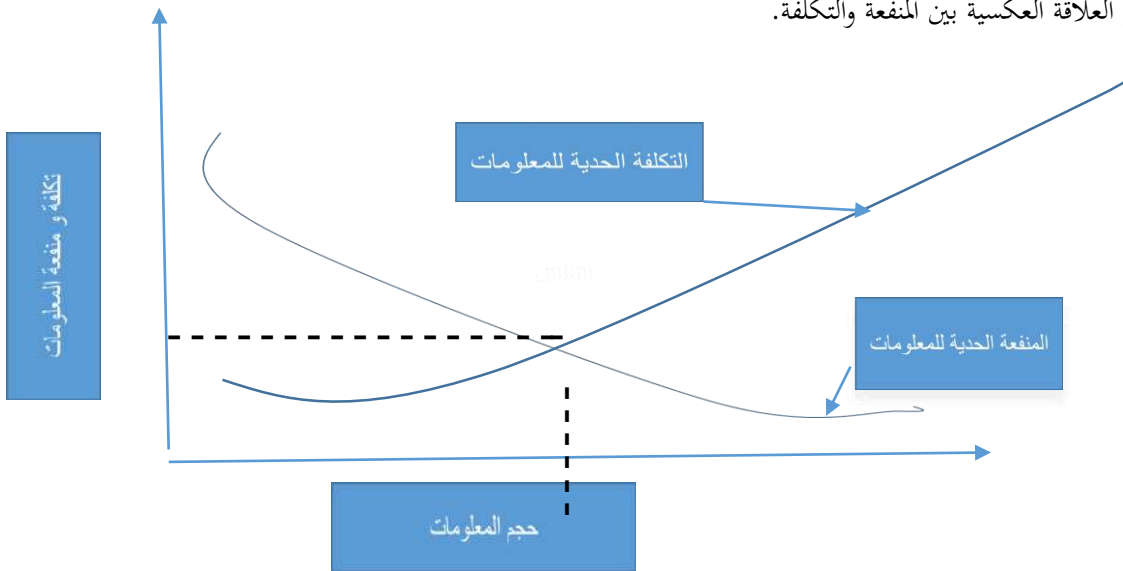 العلاقة العكسية بين المنفعة والتكلفة.
التكلفة الحدية للمعلومات
تكلفة و منفعة المعلومات
المنفعة الحدية للمعلومات
حجم المعلومات